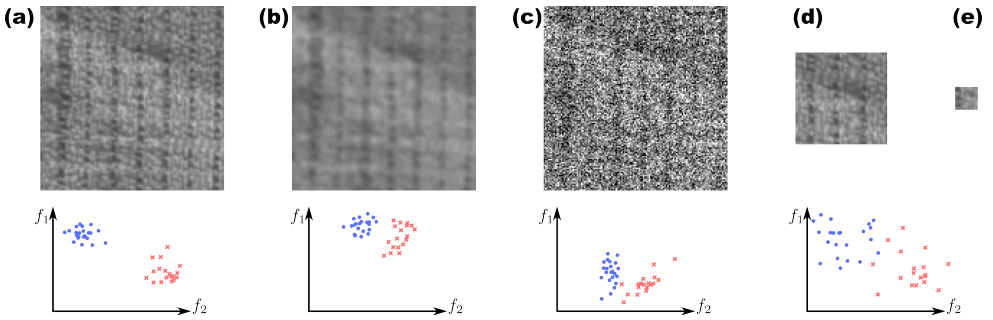 (a) (b) (c) (d) (e)
f₁ f₁ f₁ f₁
f₂ f₂ f₂ f₂